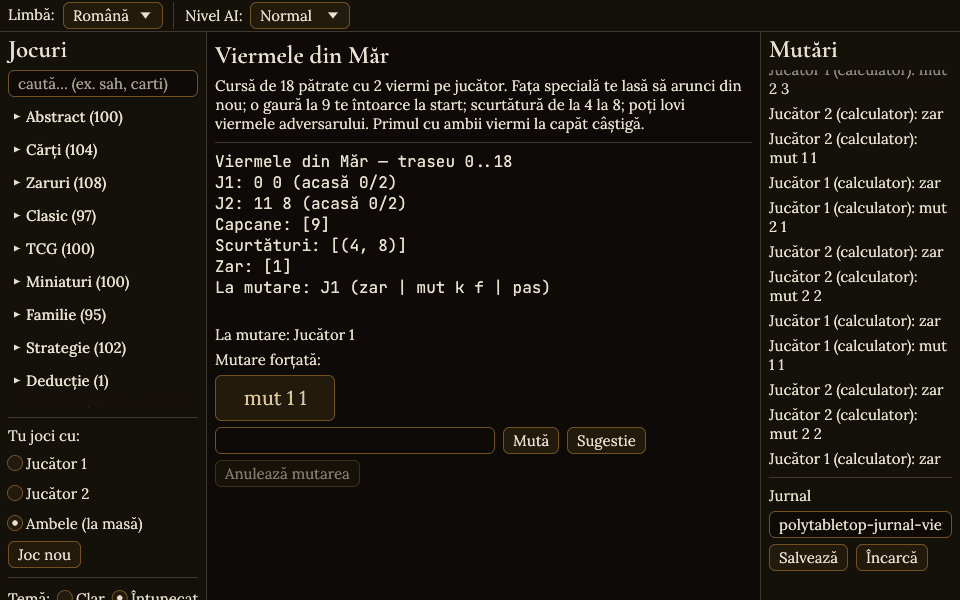 Limbă: Română ▼ Nivel AI: Normal ▼
Jocuri
caută... (ex. sah, carti)
▸ Abstract (100)
▸ Cărți (104)
▸ Zaruri (108)
▸ Clasic (97)
▸ TCG (100)
▸ Miniaturi (100)
▸ Familie (95)
▸ Strategie (102)
▸ Deducție (1)
Tu joci cu:
Jucător 1
Jucător 2
Ambele (la masă)
Joc nou
Temă: Clar Întunecat
Viermele din Măr
Cursă de 18 pătrate cu 2 viermi pe jucător. Fața specială te lasă să arunci din
nou; o gaură la 9 te întoarce la start; scurtătură de la 4 la 8; poți lovi
viermele adversarului. Primul cu ambii viermi la capăt câștigă.
Viermele din Măr — traseu 0..18
J1: 0 0 (acasă 0/2)
J2: 11 8 (acasă 0/2)
Capcane: [9]
Scurtături: [(4, 8)]
Zar: [1]
La mutare: J1 (zar | mut k f | pas)
La mutare: Jucător 1
Mutare forțată:
mut 1 1
Mută Sugestie
Anulează mutarea
Mutări
Jucător 1 (calculator): mut
2 3
Jucător 2 (calculator): zar
Jucător 2 (calculator):
mut 1 1
Jucător 1 (calculator): zar
Jucător 1 (calculator): mut
2 1
Jucător 2 (calculator): zar
Jucător 2 (calculator):
mut 2 2
Jucător 1 (calculator): zar
Jucător 1 (calculator): mut
1 1
Jucător 2 (calculator): zar
Jucător 2 (calculator):
mut 2 2
Jucător 1 (calculator): zar
Jurnal
polytabletop-jurnal-vie
Salvează Încarcă